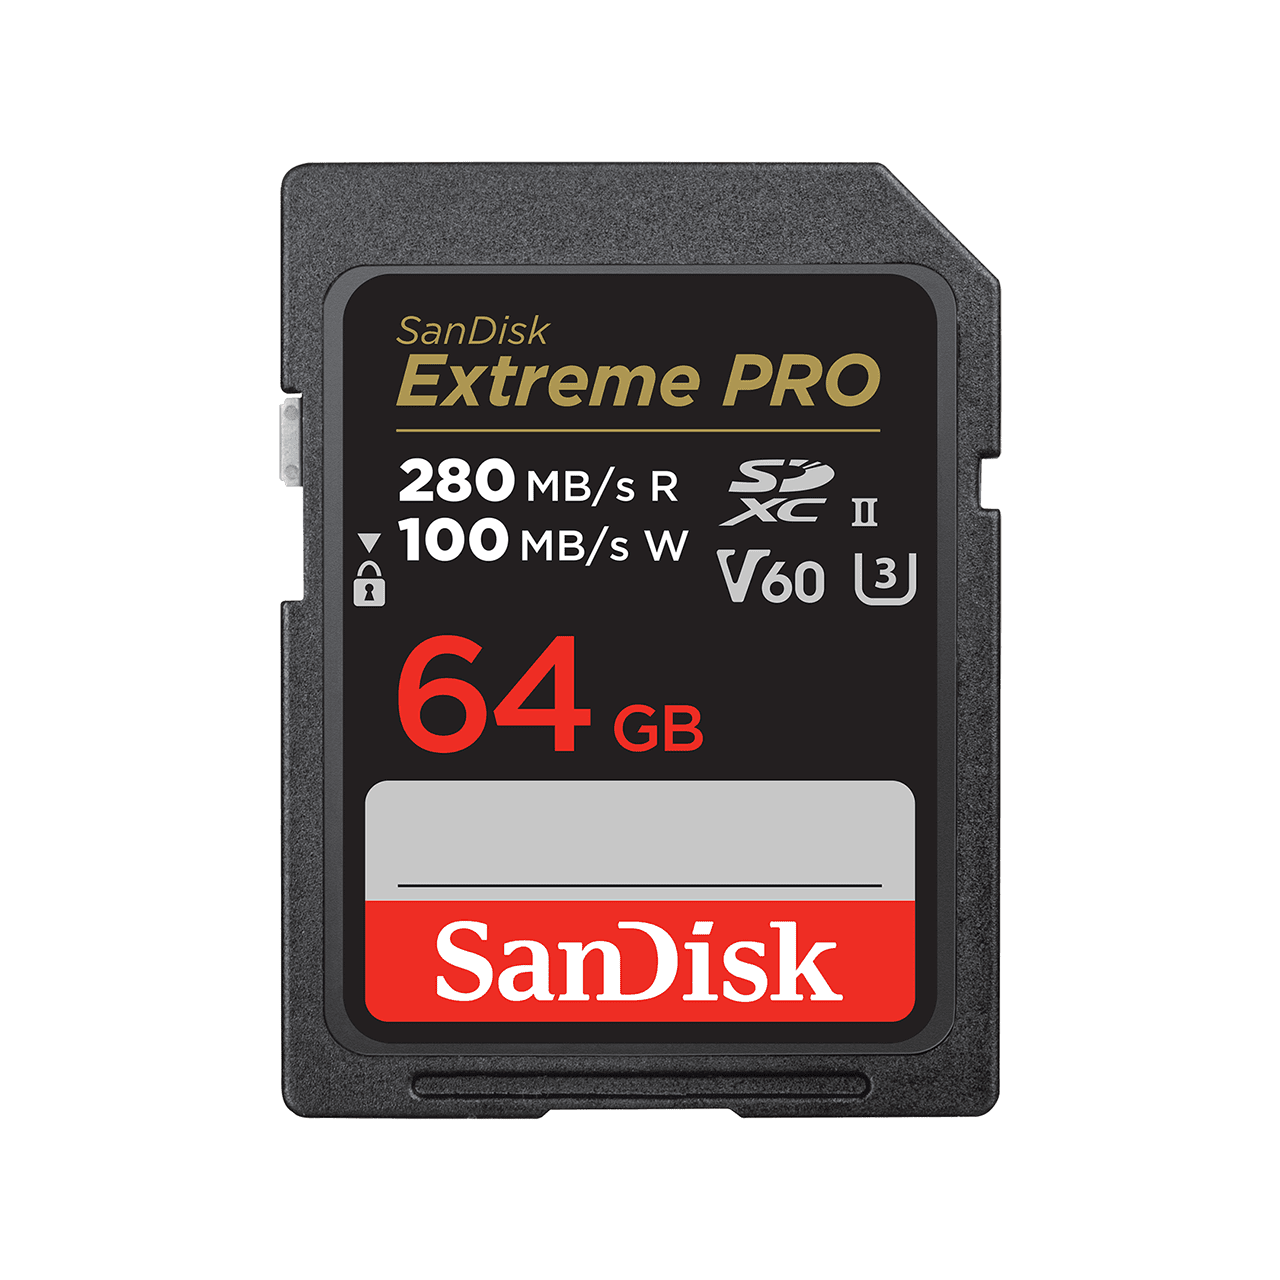 SanDisk
Extreme PRO
280 MB/s R
100 MB/s W
SD XC II
V60 3
64 GB
SanDisk